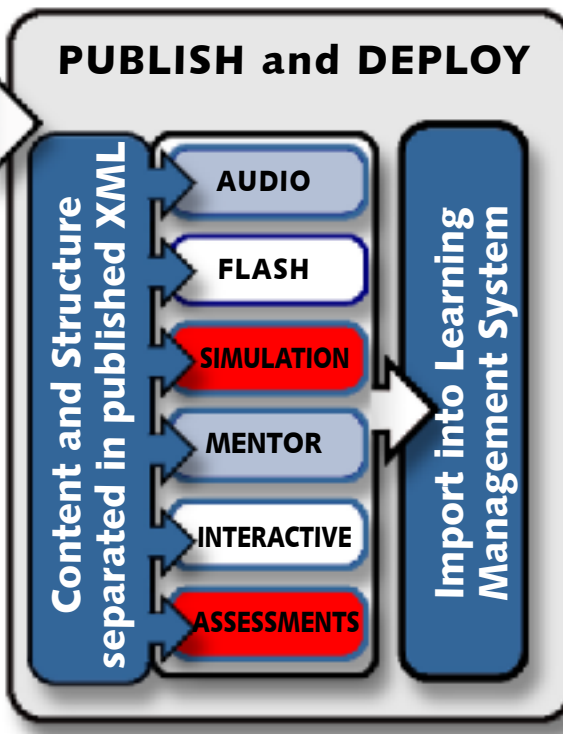 PUBLISH and DEPLOY
Content and Structure
separated in published XML
AUDIO
FLASH
SIMULATION
MENTOR
INTERACTIVE
ASSESSMENTS
Import into Learning
Management System